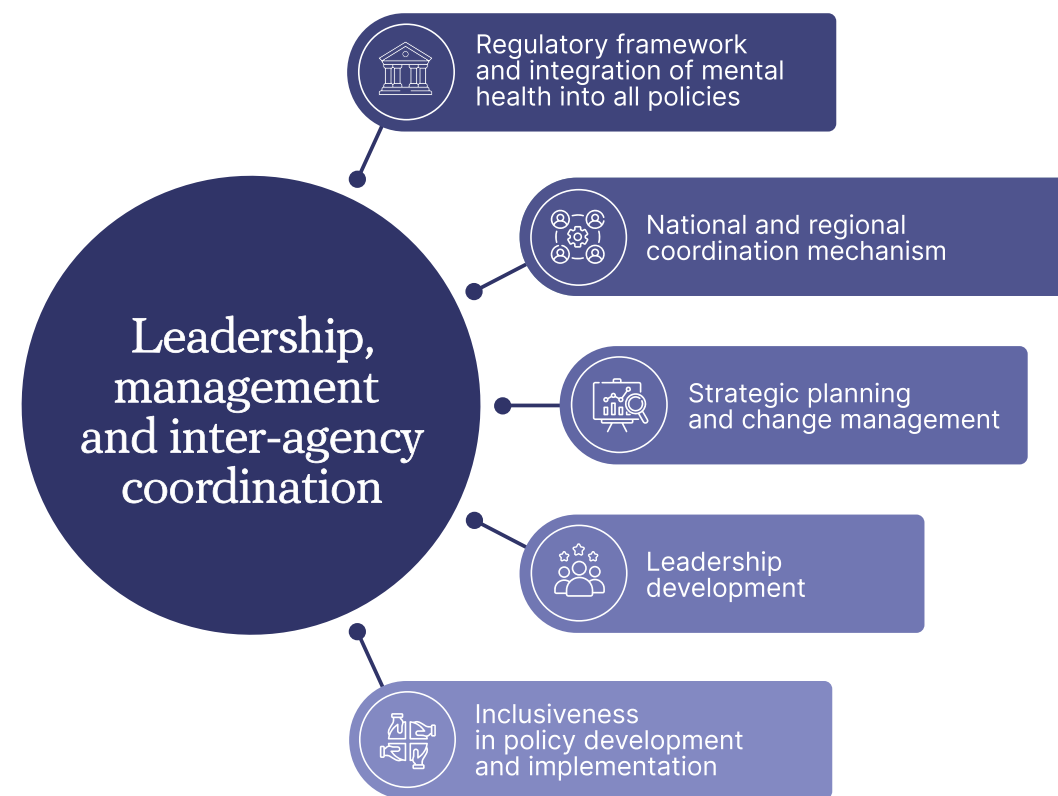 Regulatory framework
and integration of mental
health into all policies
National and regional
coordination mechanism
Leadership,
management
and inter-agency
coordination
Strategic planning
and change management
Leadership
development
Inclusiveness
in policy development
and implementation